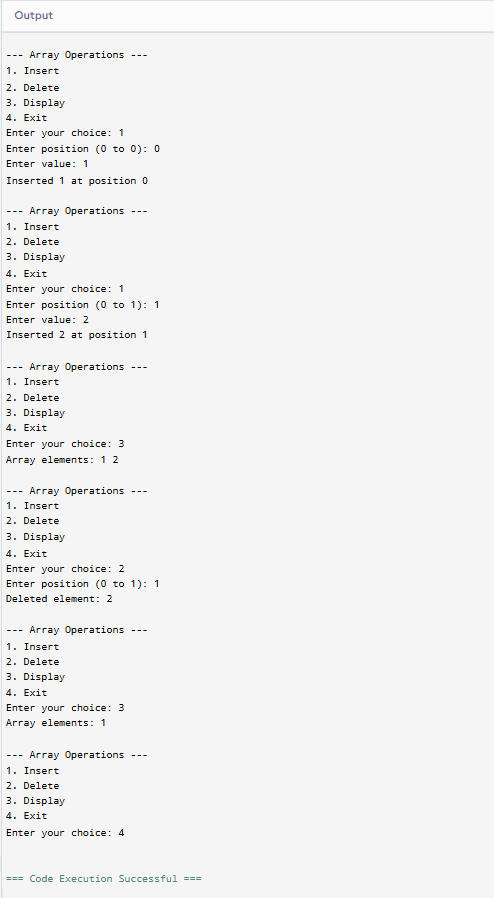 Output
--- Array Operations ---
1. Insert
2. Delete
3. Display
4. Exit
Enter your choice: 1
Enter position (0 to 0): 0
Enter value: 1
Inserted 1 at position 0
--- Array Operations ---
1. Insert
2. Delete
3. Display
4. Exit
Enter your choice: 1
Enter position (0 to 1): 1
Enter value: 2
Inserted 2 at position 1
--- Array Operations ---
1. Insert
2. Delete
3. Display
4. Exit
Enter your choice: 3
Array elements: 1 2
--- Array Operations ---
1. Insert
2. Delete
3. Display
4. Exit
Enter your choice: 2
Enter position (0 to 1): 1
Deleted element: 2
--- Array Operations ---
1. Insert
2. Delete
3. Display
4. Exit
Enter your choice: 3
Array elements: 1
--- Array Operations ---
1. Insert
2. Delete
3. Display
4. Exit
Enter your choice: 4
=== Code Execution Successful ===